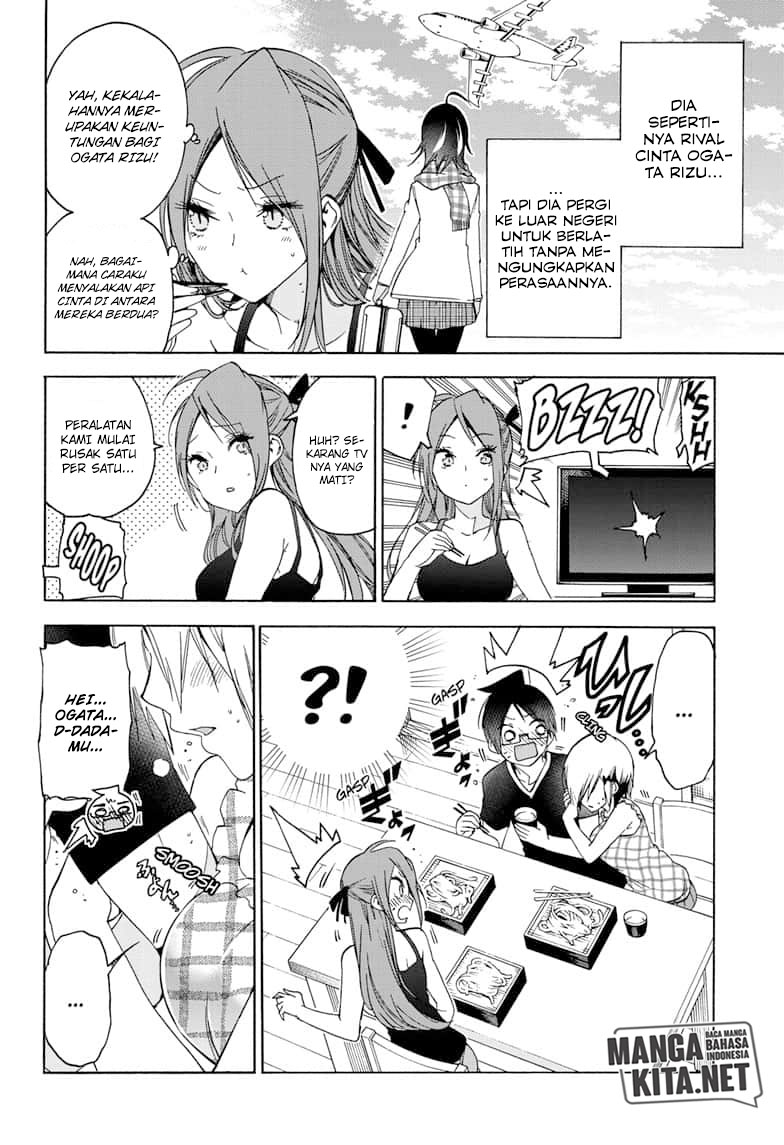 DIA
SEPERTI-
NYA RIVAL
CINTA OGA-
TA RIZU...
...
TAPI DIA PERGI
KE LUAR NEGERI
UNTUK BERLA-
TIH TANPA ME-
NGUNGKAPKAN
PERASAANNYA.
YAH, KEKALA-
HANNYA MER-
UPAKAN KEUN-
TUNGAN BAGI
OGATA RIZU!
NAH, BAGAI-
MANA CARAKU
MENYALAKAN API
CINTA DI ANTARA
MEREKA BERDUA?
KSHH
BZZZ!
!
HUH? SE-
KARANG TV
NYA YANG
MATI?
PERALATAN
KAMI MULAI
RUSAK SATU
PER SATU...
SHOOP
...
CLING
GASP
?!
GASP
HEI...
OGATA...
D-DADA-
MU...
SMOOSH
...
MANGA
KITA.NET
BACA MANGA
BAHASA
INDONESIA